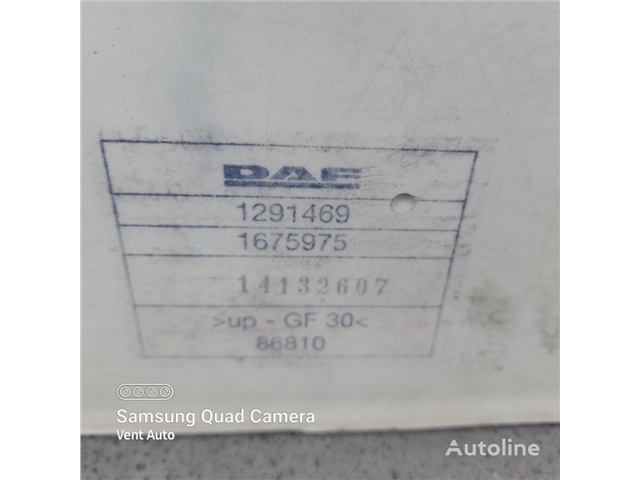 DAF
1291469
1675975
14132607
>up - GF 30<
86810
Samsung Quad Camera
Vent Auto
Autoline